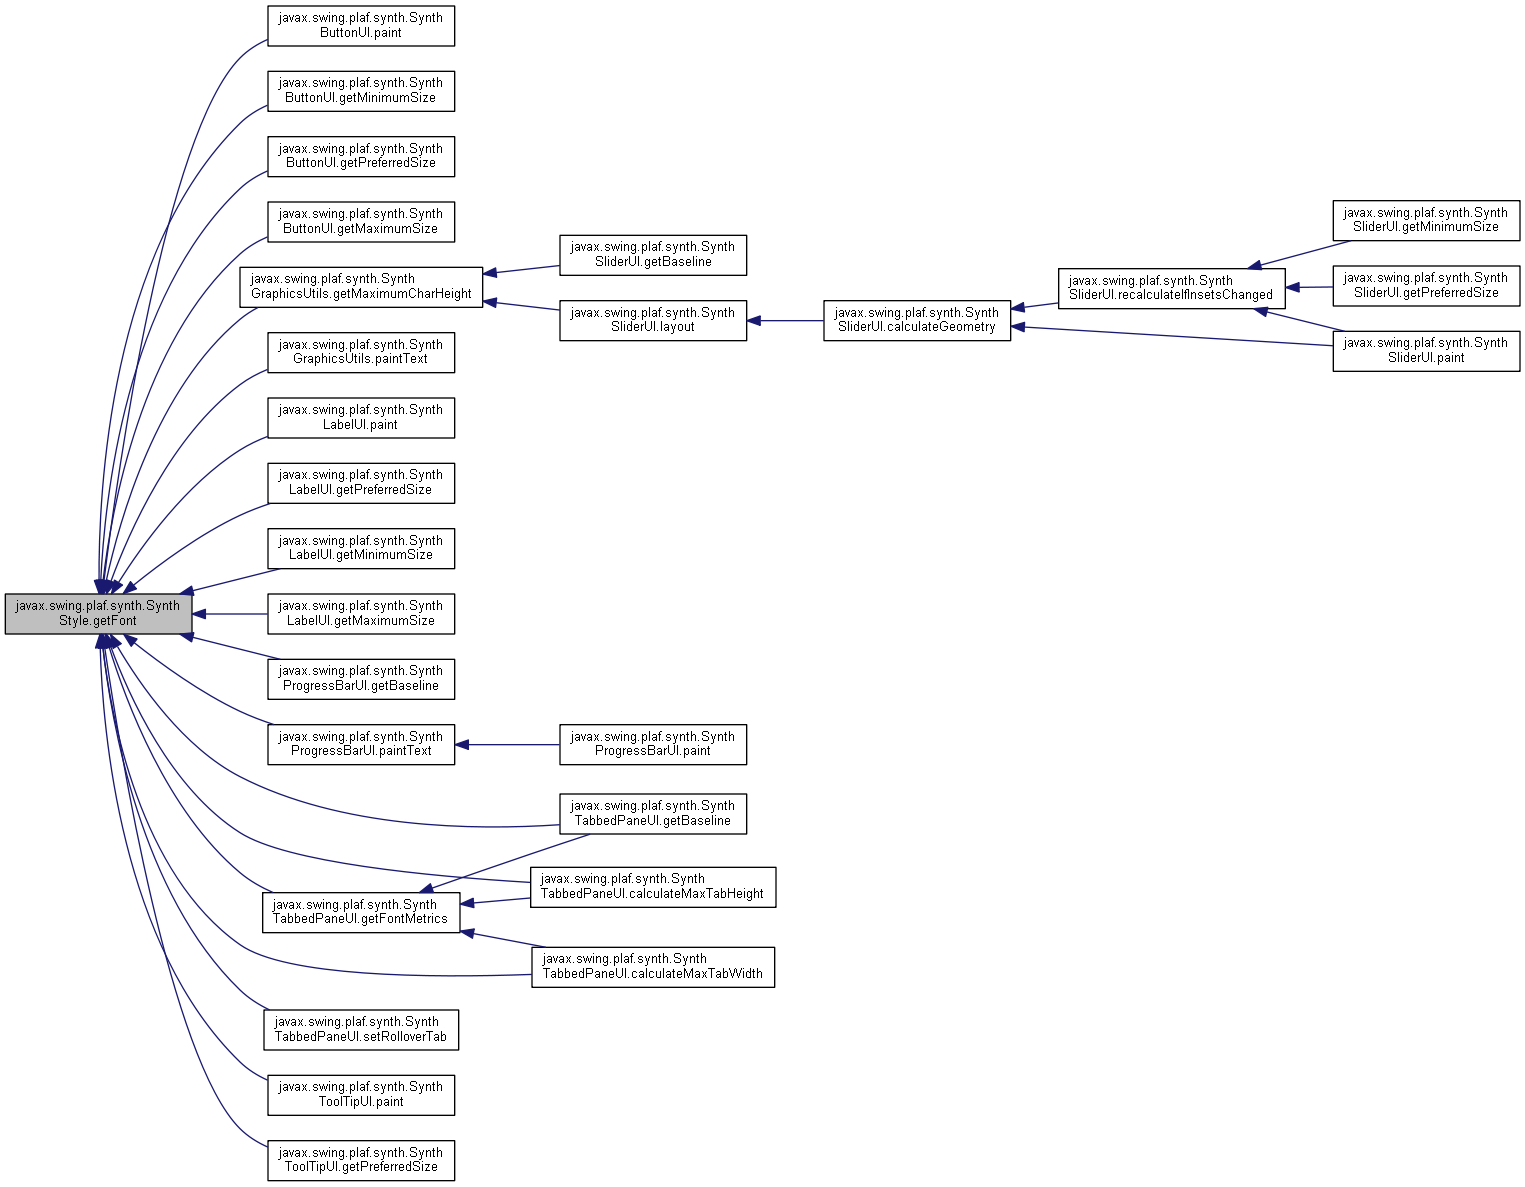 javax.swing.plaf.synth.Synth
ButtonUI.paint
javax.swing.plaf.synth.Synth
ButtonUI.getMinimumSize
javax.swing.plaf.synth.Synth
ButtonUI.getPreferredSize
javax.swing.plaf.synth.Synth
ButtonUI.getMaximumSize
javax.swing.plaf.synth.Synth
GraphicsUtils.getMaximumCharHeight
javax.swing.plaf.synth.Synth
SliderUI.getBaseline
javax.swing.plaf.synth.Synth
SliderUI.layout
javax.swing.plaf.synth.Synth
SliderUI.calculateGeometry
javax.swing.plaf.synth.Synth
SliderUI.recalculateIfInsetsChanged
javax.swing.plaf.synth.Synth
SliderUI.getMinimumSize
javax.swing.plaf.synth.Synth
SliderUI.getPreferredSize
javax.swing.plaf.synth.Synth
SliderUI.paint
javax.swing.plaf.synth.Synth
GraphicsUtils.paintText
javax.swing.plaf.synth.Synth
LabelUI.paint
javax.swing.plaf.synth.Synth
LabelUI.getPreferredSize
javax.swing.plaf.synth.Synth
LabelUI.getMinimumSize
javax.swing.plaf.synth.Synth
Style.getFont
javax.swing.plaf.synth.Synth
LabelUI.getMaximumSize
javax.swing.plaf.synth.Synth
ProgressBarUI.getBaseline
javax.swing.plaf.synth.Synth
ProgressBarUI.paintText
javax.swing.plaf.synth.Synth
ProgressBarUI.paint
javax.swing.plaf.synth.Synth
TabbedPaneUI.getBaseline
javax.swing.plaf.synth.Synth
TabbedPaneUI.calculateMaxTabHeight
javax.swing.plaf.synth.Synth
TabbedPaneUI.getFontMetrics
javax.swing.plaf.synth.Synth
TabbedPaneUI.calculateMaxTabWidth
javax.swing.plaf.synth.Synth
TabbedPaneUI.setRolloverTab
javax.swing.plaf.synth.Synth
ToolTipUI.paint
javax.swing.plaf.synth.Synth
ToolTipUI.getPreferredSize